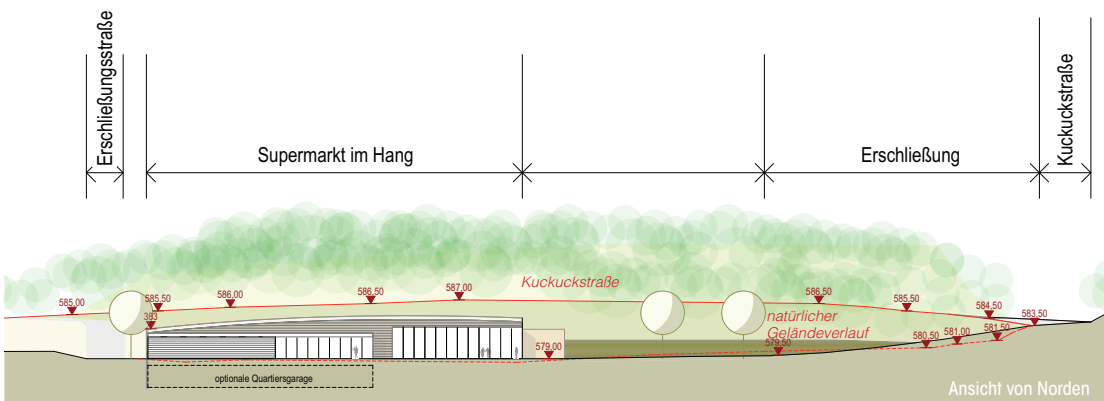 Erschließungsstraße
Supermarkt im Hang
Erschließung
Kuckuckstraße
Kuckuckstraße
585,00
585,50
383
586,00
586,50
587,00
586,50
585,50
584,50
583,50
natürlicher
Geländeverlauf
579,00
579,50
580,50
581,00
581,50
optionale Quartiersgarage
Ansicht von Norden